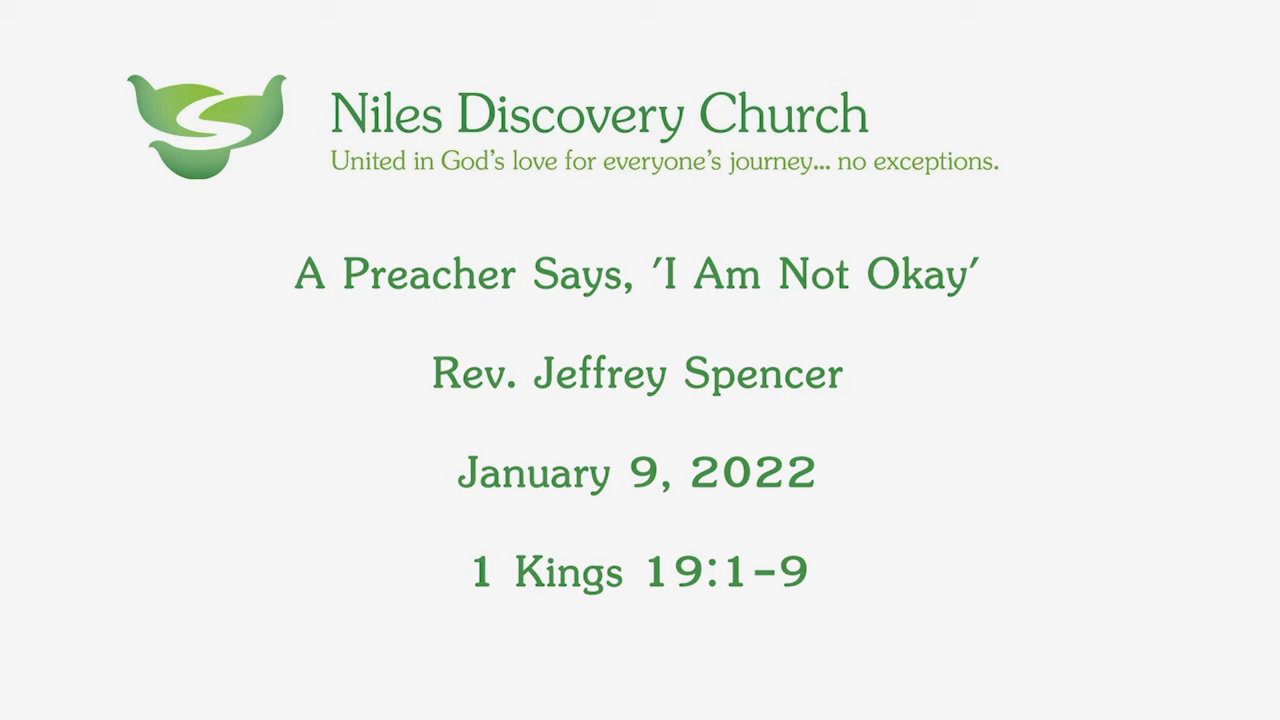 Niles Discovery Church
United in God's love for everyone's journey... no exceptions.
A Preacher Says, 'I Am Not Okay'
Rev. Jeffrey Spencer
January 9, 2022
1 Kings 19:1-9